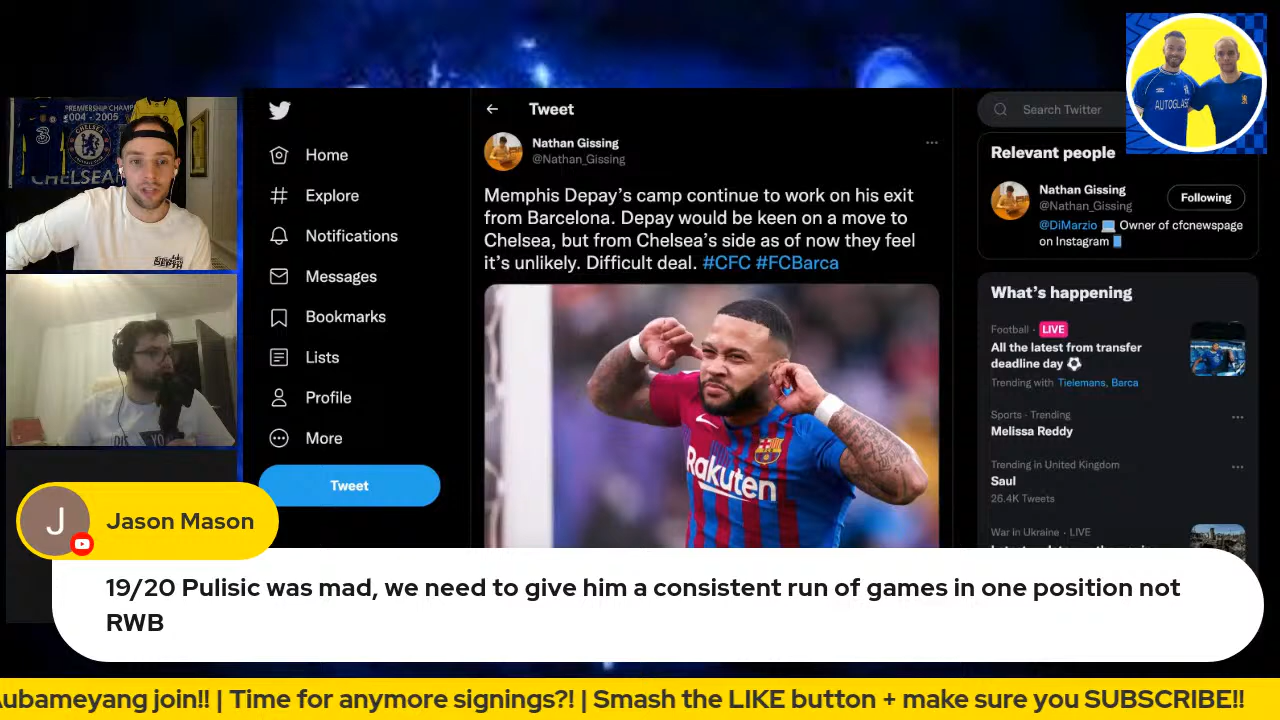 PREMIERSHIP CHAMP
2004 - 2005
CHELSEA
AUTOGLASS
Home
Explore
Notifications
Messages
Bookmarks
Lists
Profile
More
Tweet
Tweet
Nathan Gissing
@Nathan_Gissing
Memphis Depay’s camp continue to work on his exit
from Barcelona. Depay would be keen on a move to
Chelsea, but from Chelsea’s side as of now they feel
it’s unlikely. Difficult deal. #CFC #FCBarca
Rakuten
Search Twitter
Relevant people
Nathan Gissing
@Nathan_Gissing
Following
@DiMarzio 💻 Owner of cfcnewspage
on Instagram 📘
What’s happening
Football · LIVE
All the latest from transfer
deadline day ⚽
Trending with Tielemans, Barca
Sports · Trending
Melissa Reddy
Trending in United Kingdom
Saul
26.4K Tweets
War in Ukraine · LIVE
J
Jason Mason
19/20 Pulisic was mad, we need to give him a consistent run of games in one position not
RWB
ubameyang join!! | Time for anymore signings?! | Smash the LIKE button + make sure you SUBSCRIBE!!